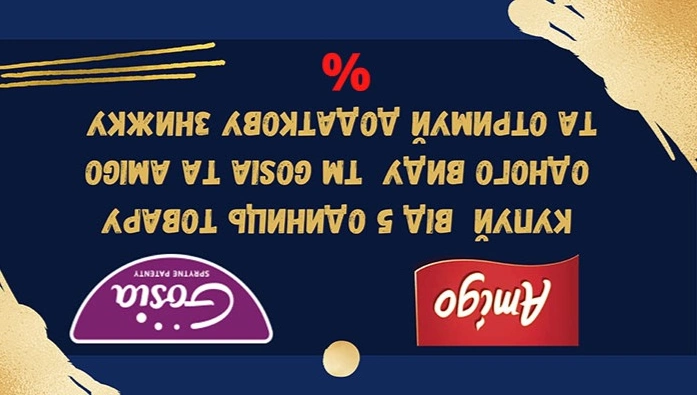 Amigo
Gosia
SPRYTNE PATENTY
КУПУЙ ВІД 5 ОДИНИЦЬ ТОВАРУ
ОДНОГО ВИДУ ТМ GOSIA ТА AMIGO
ТА ОТРИМУЙ ДОДАТКОВУ ЗНИЖКУ
%